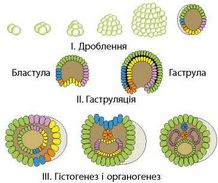 I. Дроблення
Бластула Гаструла
II. Гаструляція
III. Гістогенез і органогенез